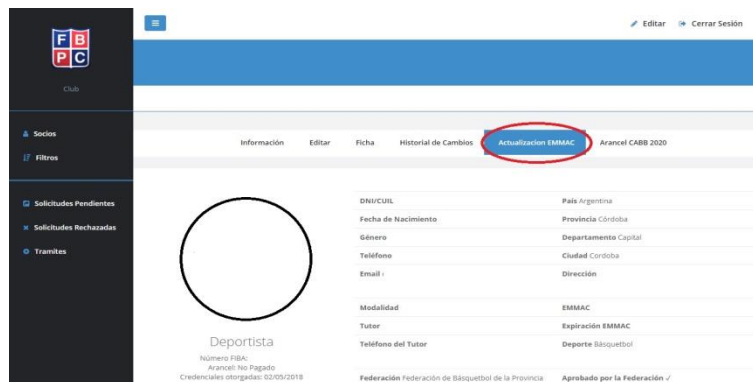 FB
PC
Club
Socios
Filtros
Solicitudes Pendientes
Solicitudes Rechazadas
Tramites
Editar Cerrar Sesión
Información Editar Ficha Historial de Cambios Actualizacion EMMAC Arancel CABB 2020
Deportista
Número FIBA:
Arancel: No Pagado
Credenciales otorgadas: 02/05/2018
DNI/CUIL País Argentina
Fecha de Nacimiento Provincia Córdoba
Género Departamento Capital
Teléfono Ciudad Cordoba
Email Dirección
Modalidad EMMAC
Tutor Expiración EMMAC
Teléfono del Tutor Deporte Básquetbol
Federación Federación de Básquetbol de la Provincia Aprobado por la Federación ✓